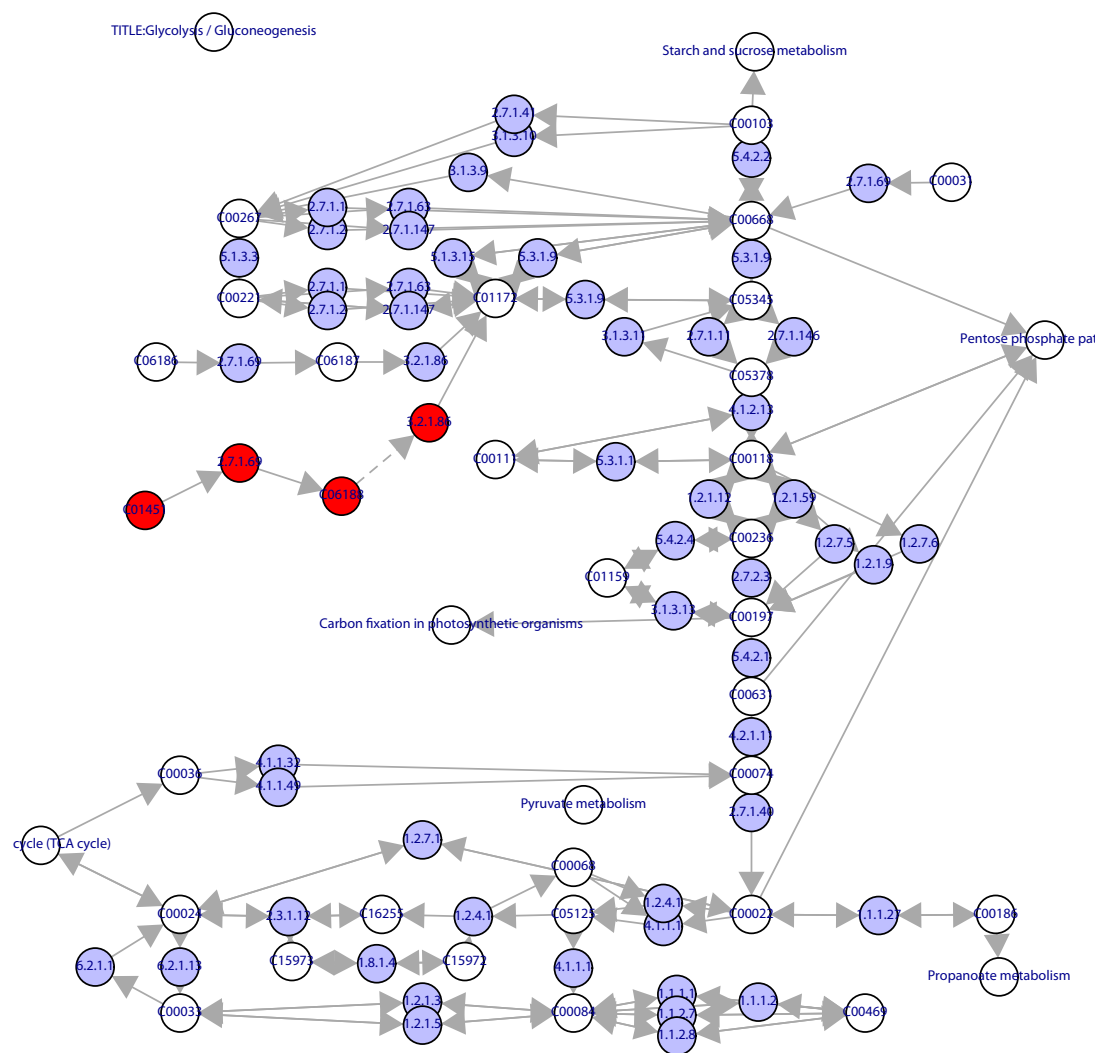 TITLE:Glycolysis / Gluconeogenesis
Starch and sucrose metabolism
2.7.1.41
C00103
3.1.3.10
5.4.2.2
3.1.3.9
2.7.1.69
C00031
2.7.1.1
2.7.1.63
C00267
C00668
2.7.1.2
2.7.1.147
5.1.3.3
5.1.3.15
5.3.1.9
5.3.1.9
2.7.1.1
2.7.1.63
C00221
C01172
5.3.1.9
C05345
2.7.1.2
2.7.1.147
3.1.3.11
2.7.1.11
2.7.1.146
Pentose phosphate pat
C06186
2.7.1.69
C06187
3.2.1.86
C05378
4.1.2.13
3.2.1.86
2.7.1.69
C00111
5.3.1.1
C00118
C06188
1.2.1.12
1.2.1.59
C01451
5.4.2.4
C00236
1.2.7.5
1.2.7.6
1.2.1.9
C01159
2.7.2.3
3.1.3.13
C00197
Carbon fixation in photosynthetic organisms
5.4.2.1
C00631
4.2.1.11
4.1.1.32
C00036
C00074
4.1.1.49
Pyruvate metabolism
2.7.1.40
1.2.7.1
cycle (TCA cycle)
C00068
1.2.4.1
C00024
2.3.1.12
C16255
1.2.4.1
C05125
C00022
1.1.1.27
C00186
4.1.1.1
6.2.1.1
6.2.1.13
C15973
1.8.1.4
C15972
4.1.1.1
Propanoate metabolism
1.1.1.1
1.2.1.3
1.1.1.2
C00033
C00084
1.1.2.7
C00469
1.2.1.5
1.1.2.8